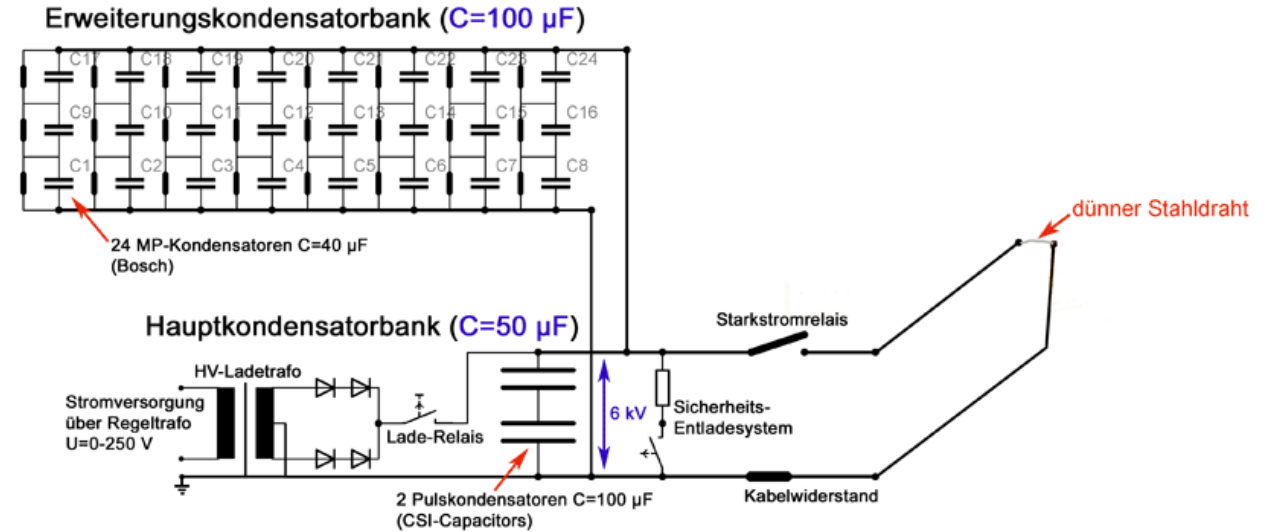 Erweiterungskondensatorbank (C=100 µF)
C17 C18 C19 C20 C21 C22 C23 C24
C9 C10 C11 C12 C13 C14 C15 C16
C1 C2 C3 C4 C5 C6 C7 C8
24 MP-Kondensatoren C=40 µF
(Bosch)
dünner Stahldraht
Hauptkondensatorbank (C=50 µF)
Starkstromrelais
HV-Ladetrafo
Stromversorgung
über Regeltrafo
U=0-250 V
Lade-Relais
6 kV
Sicherheits-
Entladesystem
2 Pulskondensatoren C=100 µF
(CSI-Capacitors)
Kabelwiderstand